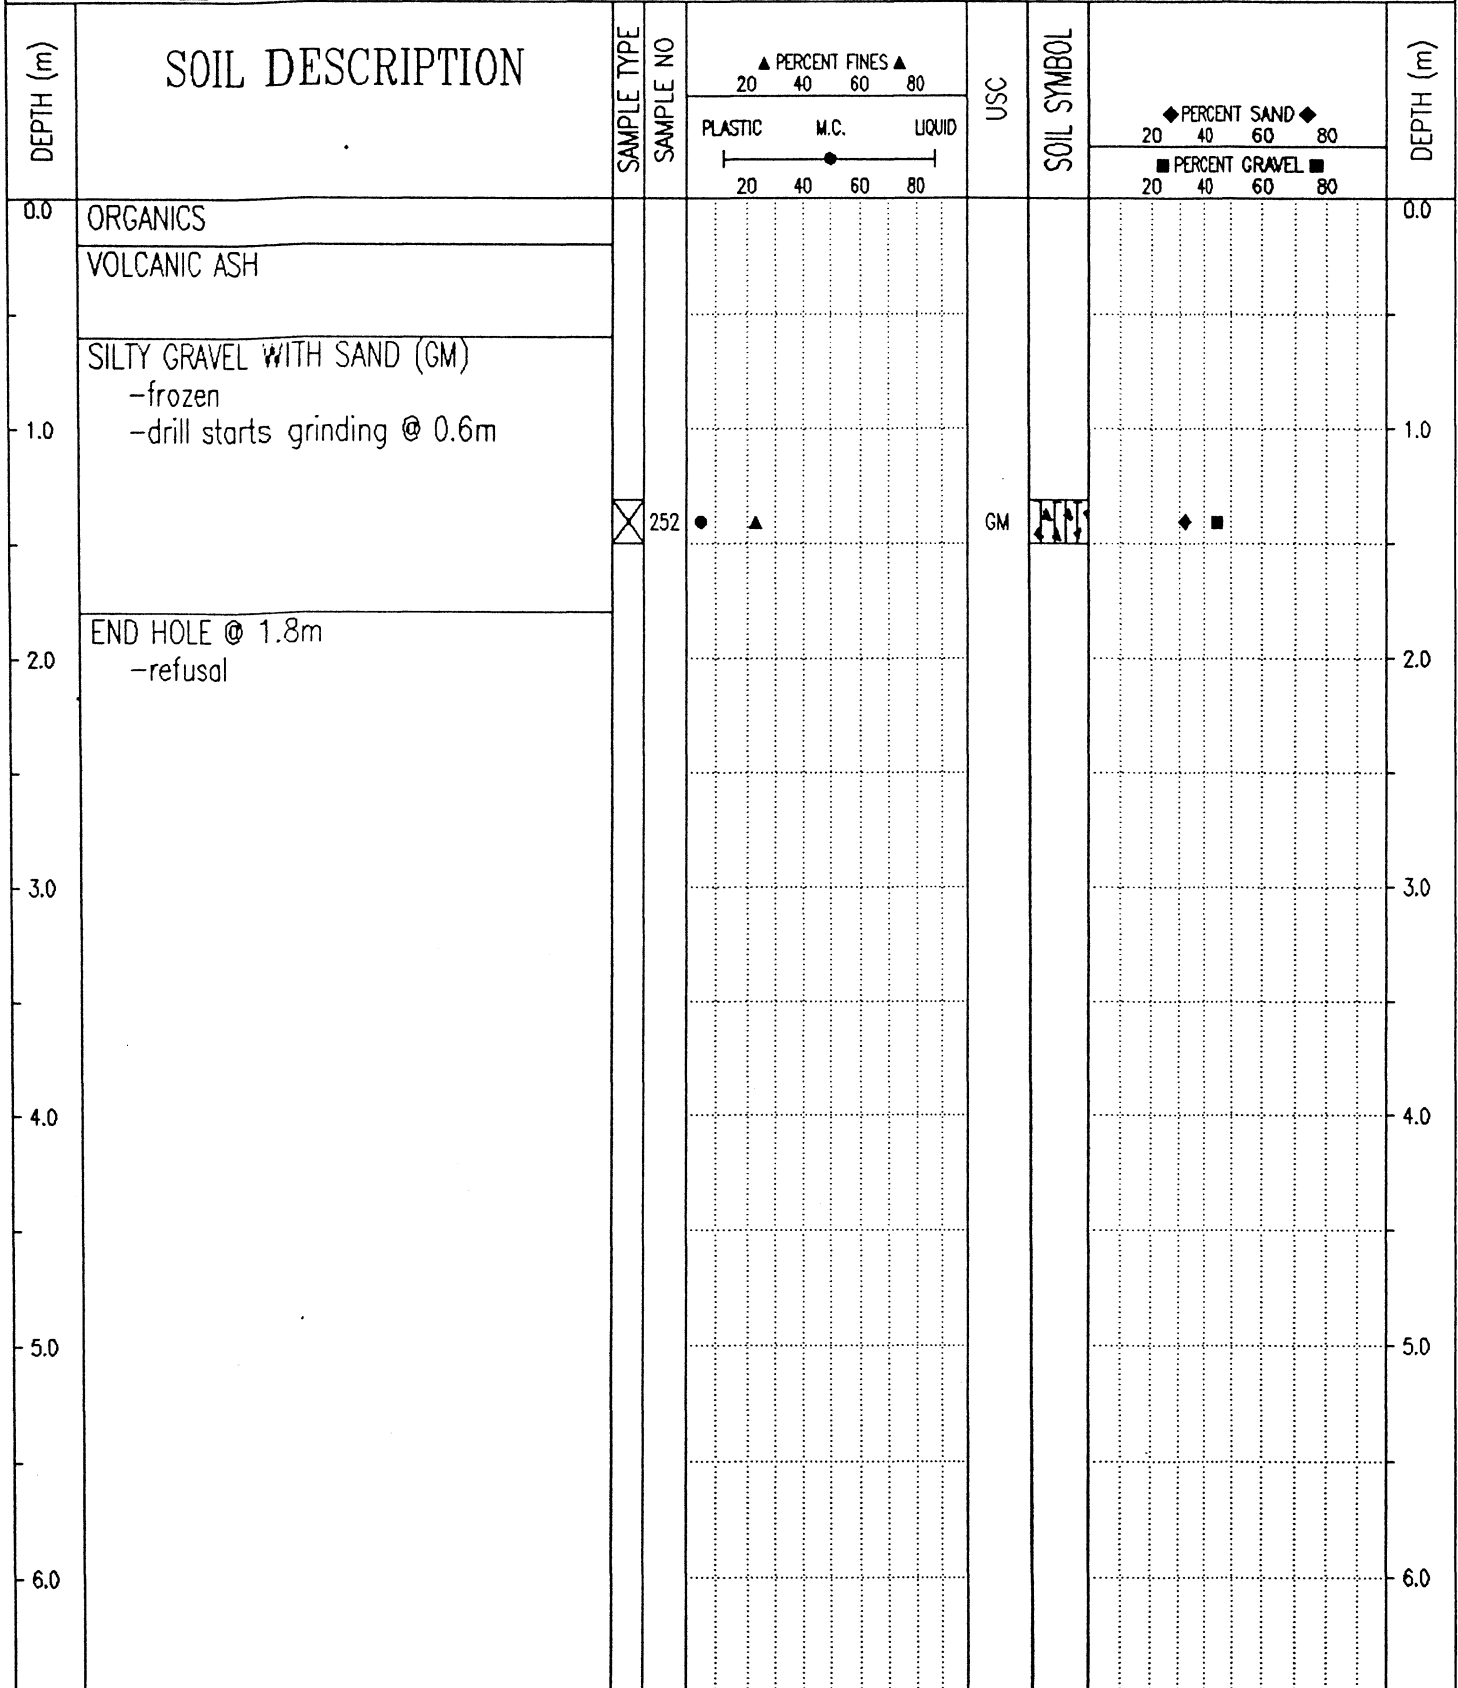 DEPTH (m)
SOIL DESCRIPTION
SAMPLE TYPE
SAMPLE NO
▲ PERCENT FINES ▲
20 40 60 80
PLASTIC M.C. LIQUID
20 40 60 80
USC
SOIL SYMBOL
◆PERCENT SAND◆
20 40 60 80
■ PERCENT GRAVEL ■
20 40 60 80
DEPTH (m)
0.0 ORGANICS 0.0
VOLCANIC ASH
SILTY GRAVEL WITH SAND (GM)
-frozen
1.0 -drill starts grinding @ 0.6m 1.0
252 GM
END HOLE @ 1.8m
2.0 2.0
-refusal
3.0 3.0
4.0 4.0
5.0 5.0
6.0 6.0